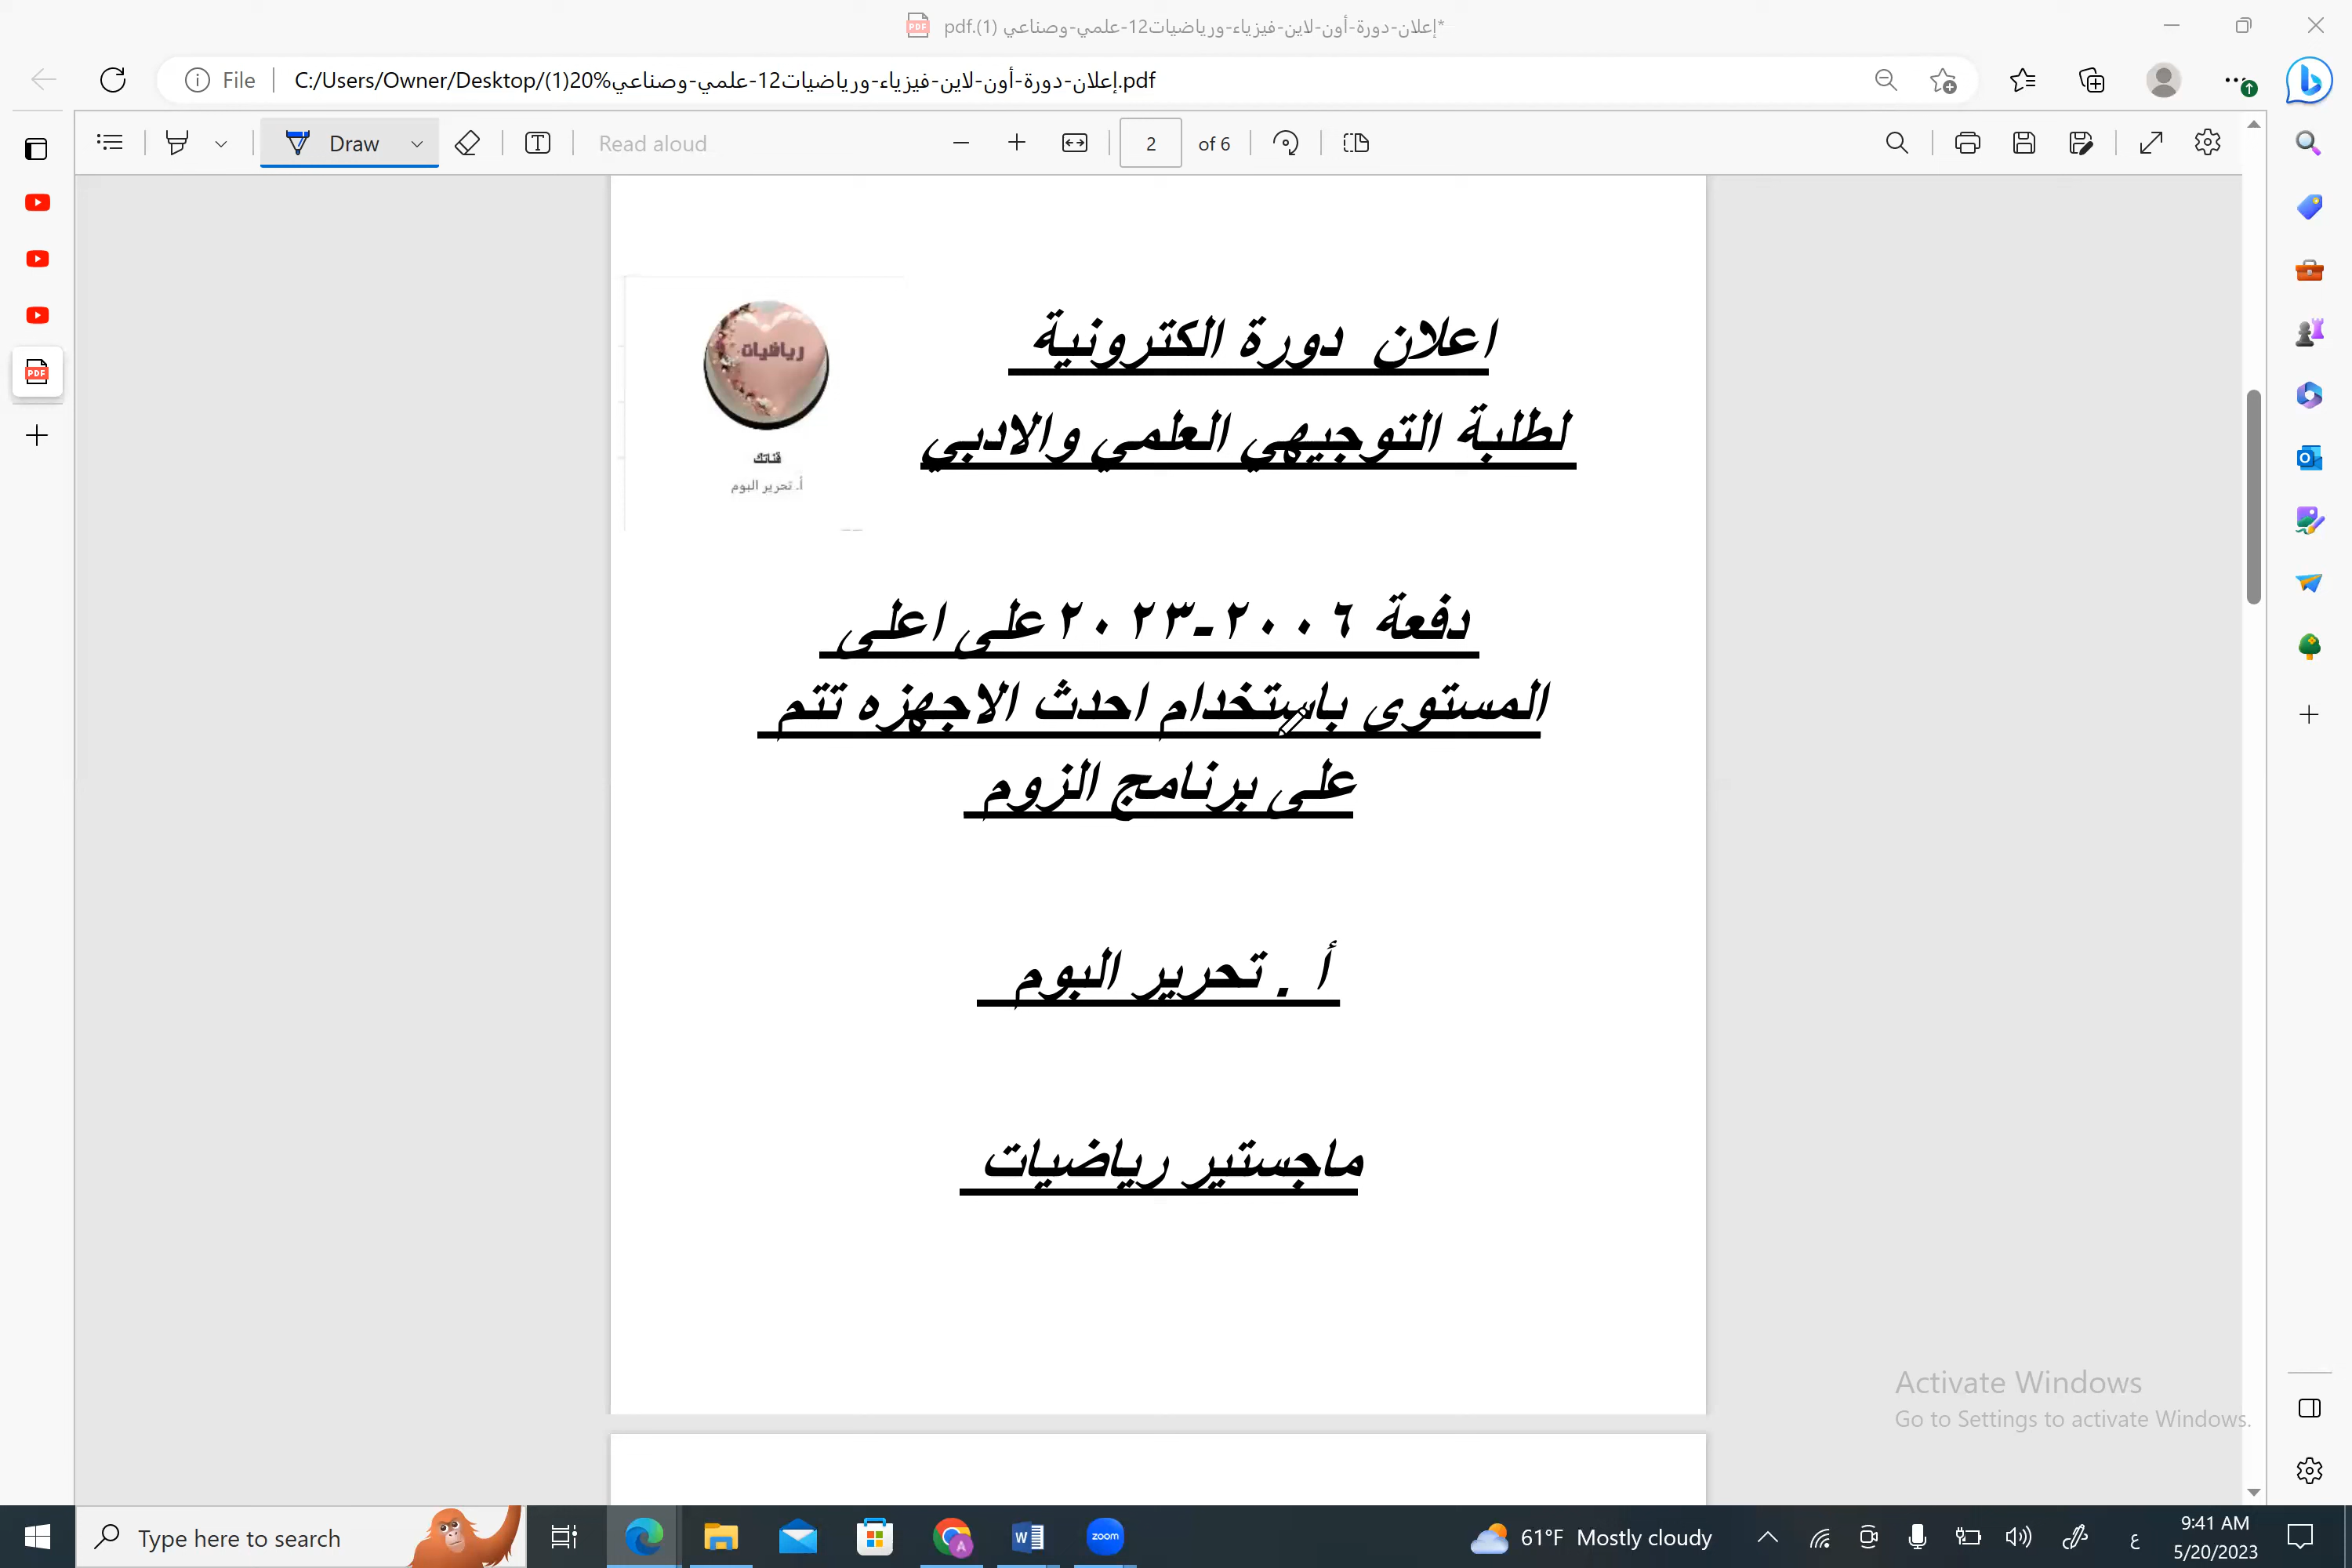 *إعلان-دورة-أون-لاين-فيزياء-ورياضيات12-علمي-وصناعي (1).pdf
File
C:/Users/Owner/Desktop/(1)20%إعلان-دورة-أون-لاين-فيزياء-ورياضيات12-علمي-وصناعي.pdf
Draw
Read aloud
2 of 6
اعلان دورة الكترونية
رياضيات
لطلبة التوجيهي العلمي والادبي
قناتك
أ. تحرير البوم
دفعة ٢٠٠٦-٢٠٢٣ على اعلى
المستوى باستخدام احدث الاجهزه تتم
على برنامج الزوم
أ . تحرير البوم
ماجستير رياضيات
Activate Windows
Go to Settings to activate Windows.
Type here to search
zoom
61°F Mostly cloudy
ع
9:41 AM
5/20/2023